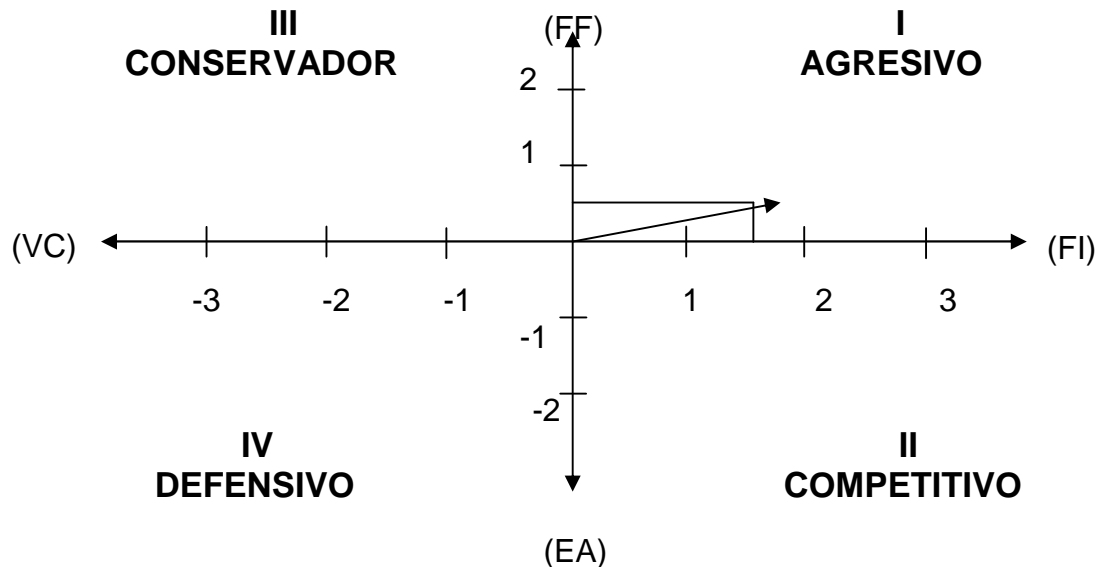 III
CONSERVADOR
(FF)
I
AGRESIVO
2
1
(VC)
(FI)
-3
-2
-1
1
2
3
-1
-2
IV
DEFENSIVO
II
COMPETITIVO
(EA)